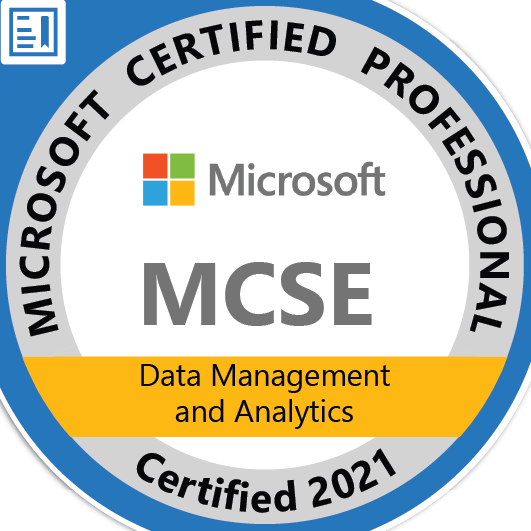 MICROSOFT CERTIFIED PROFESSIONAL
Microsoft
MCSE
Data Management
and Analytics
Certified 2021